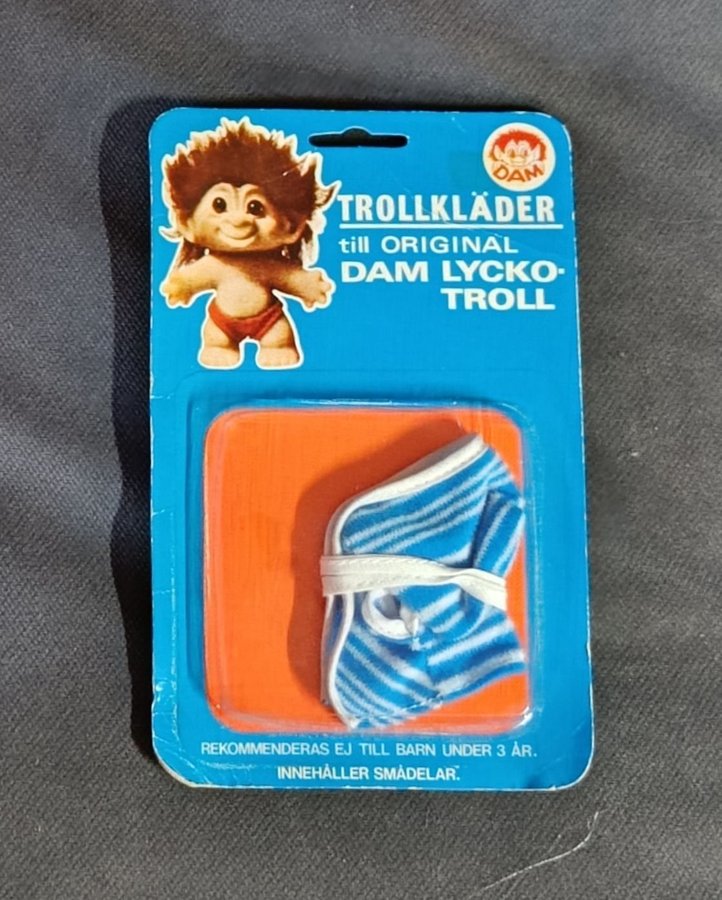 DAM
TROLLKLÄDER
till ORIGINAL
DAM LYCKO-
TROLL
REKOMMENDERAS EJ TILL BARN UNDER 3 ÅR.
INNEHÅLLER SMÅDELAR.